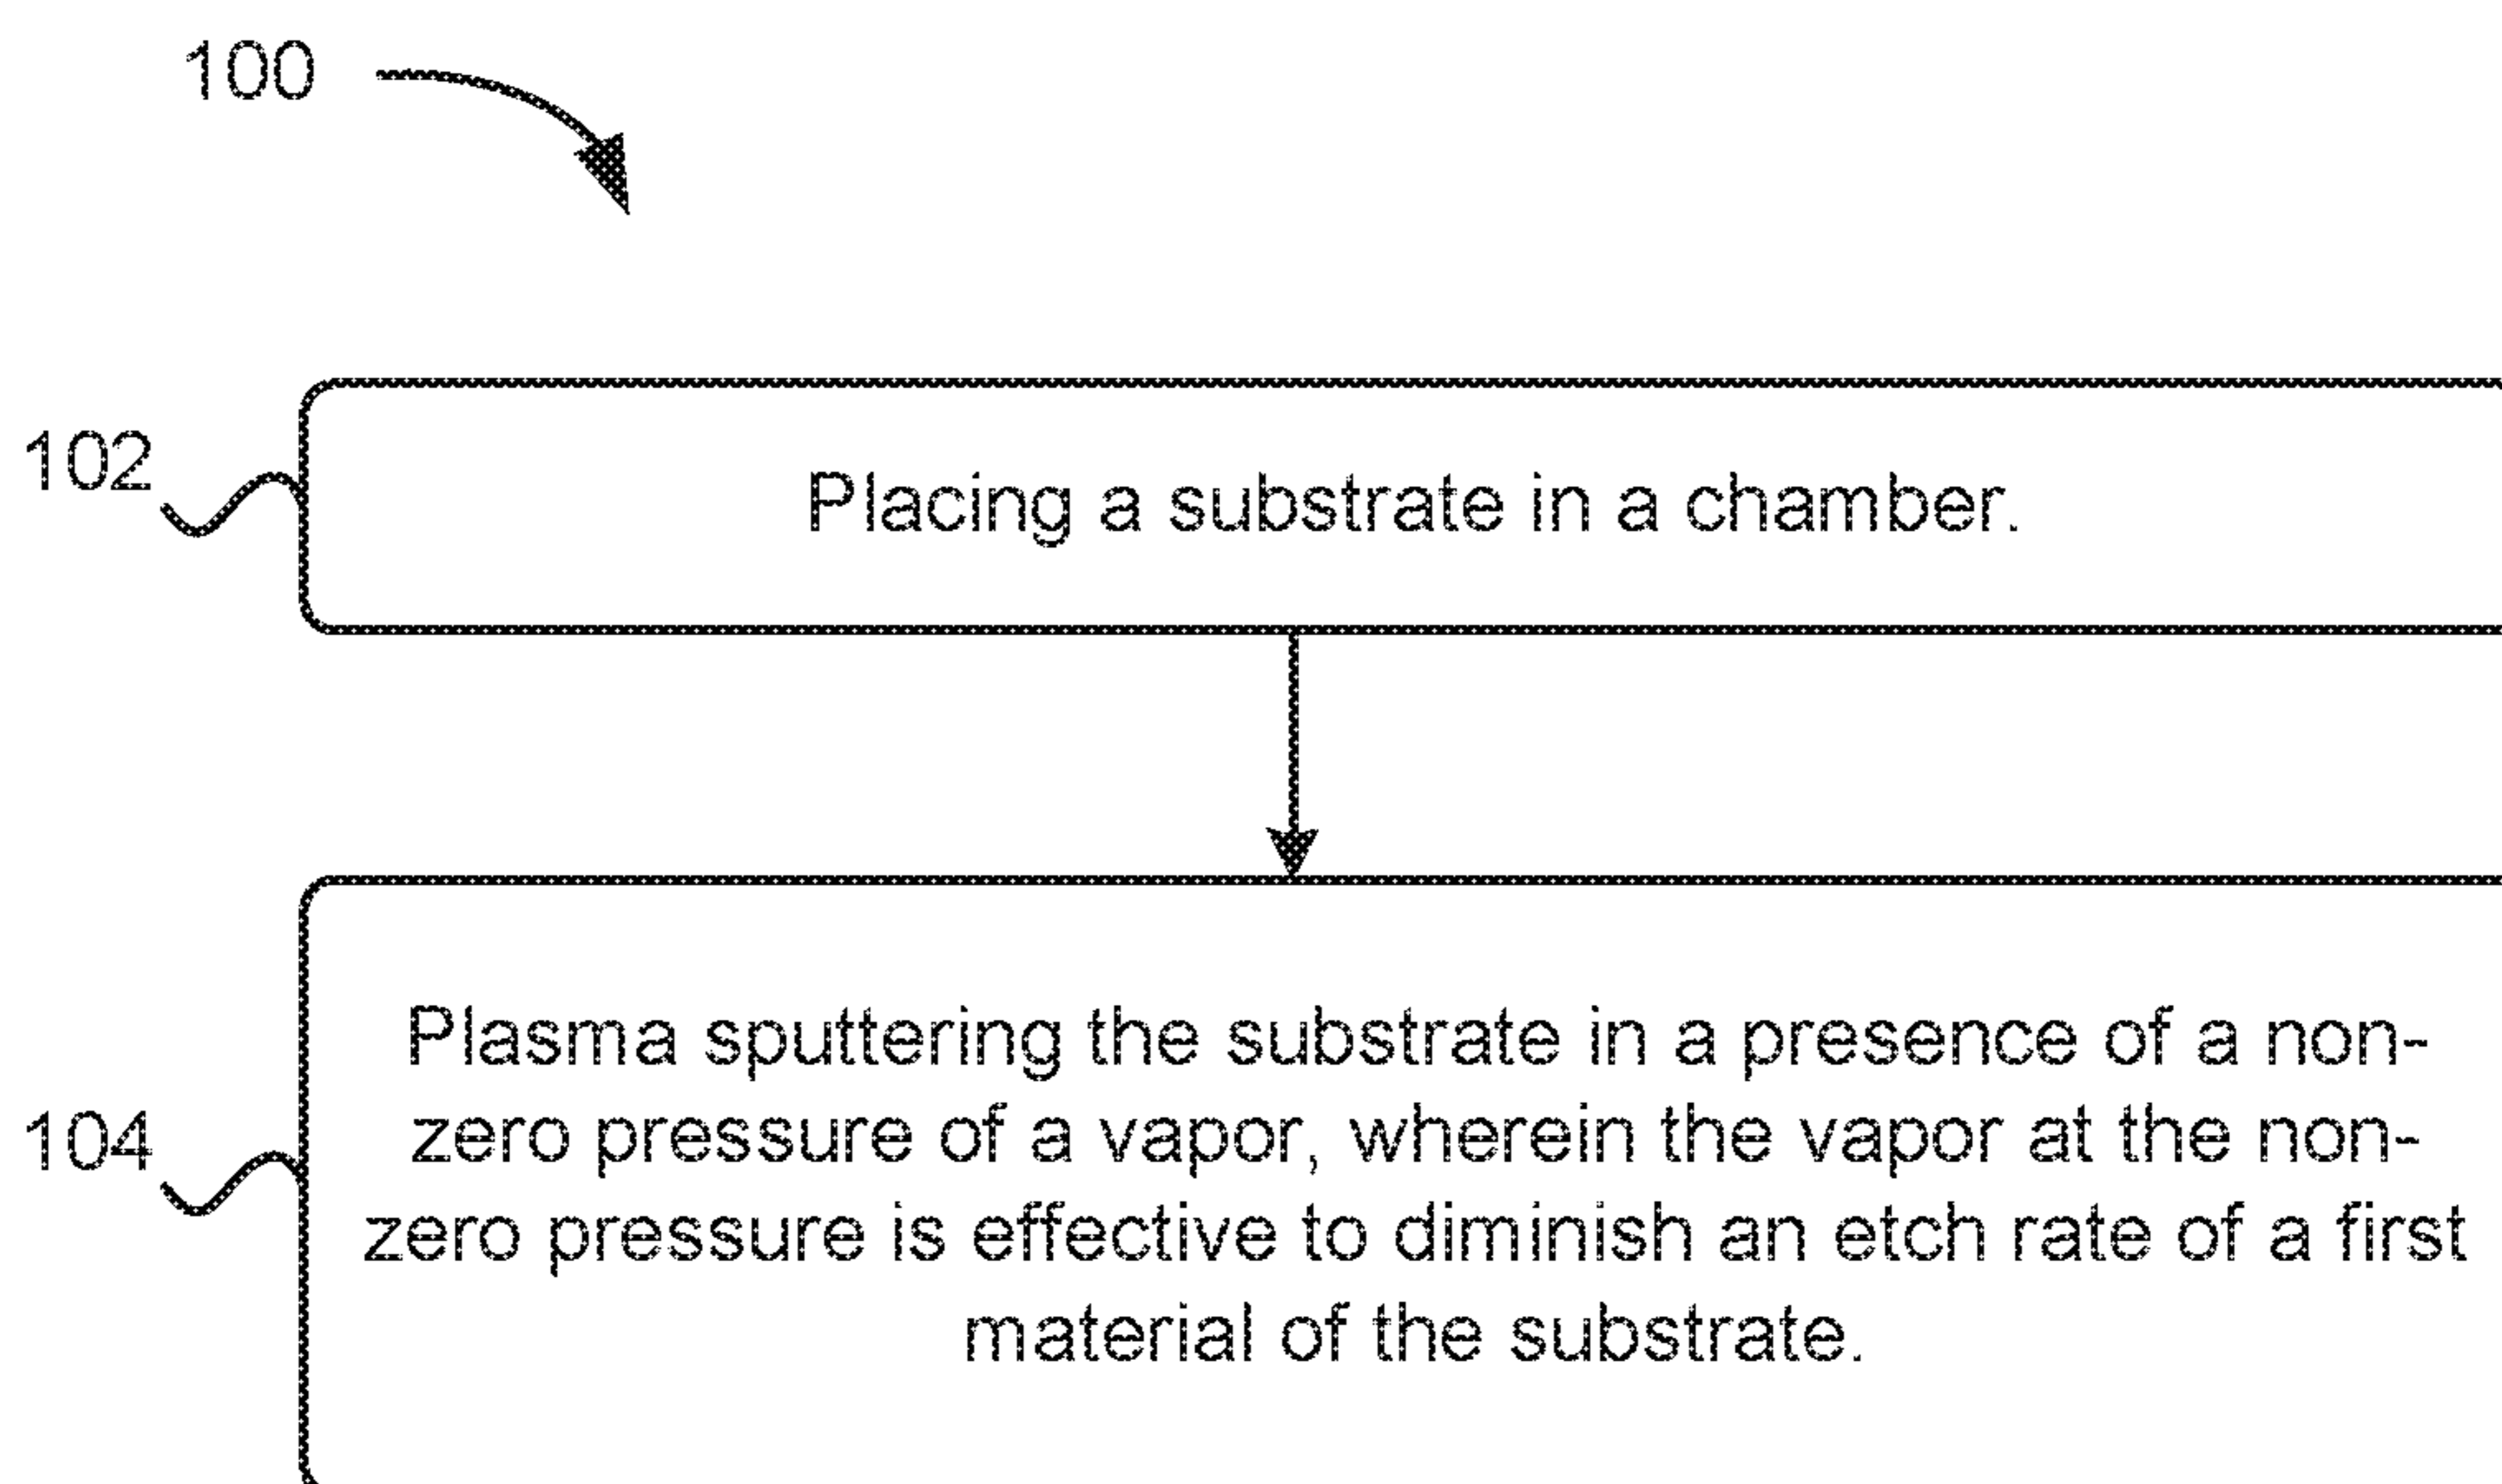 100
102
Placing a substrate in a chamber.
104
Plasma sputtering the substrate in a presence of a non-
zero pressure of a vapor, wherein the vapor at the non-
zero pressure is effective to diminish an etch rate of a first
material of the substrate.